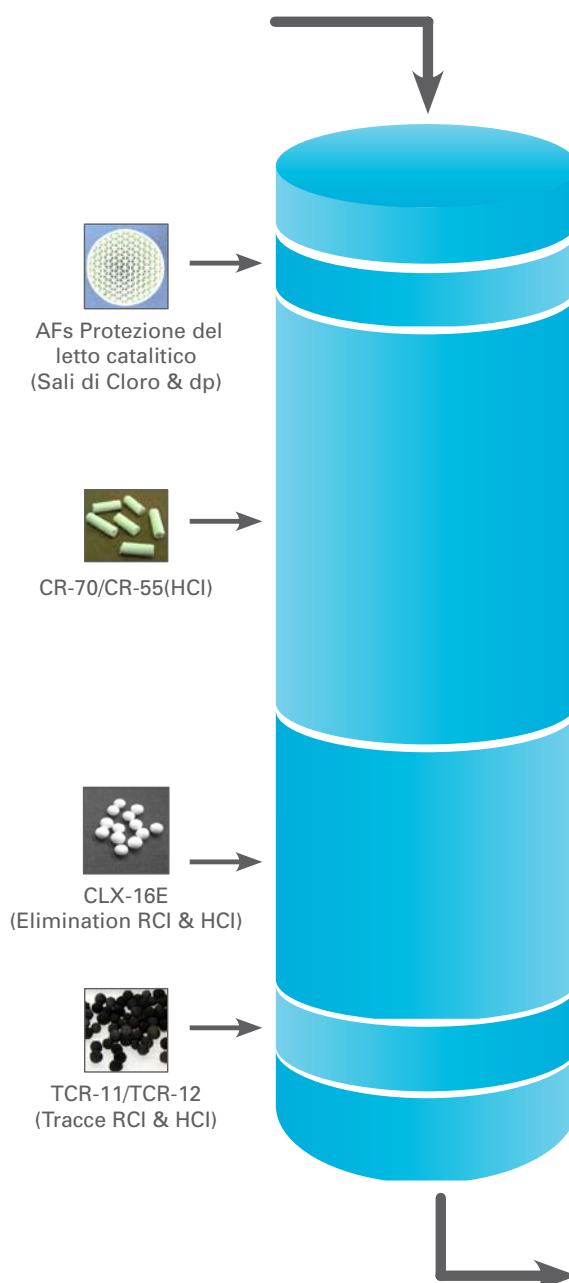 AFs Protezione del
letto catalitico
(Sali di Cloro & dp)
CR-70/CR-55(HCl)
CLX-16E
(Elimination RCl & HCl)
TCR-11/TCR-12
(Tracce RCl & HCl)